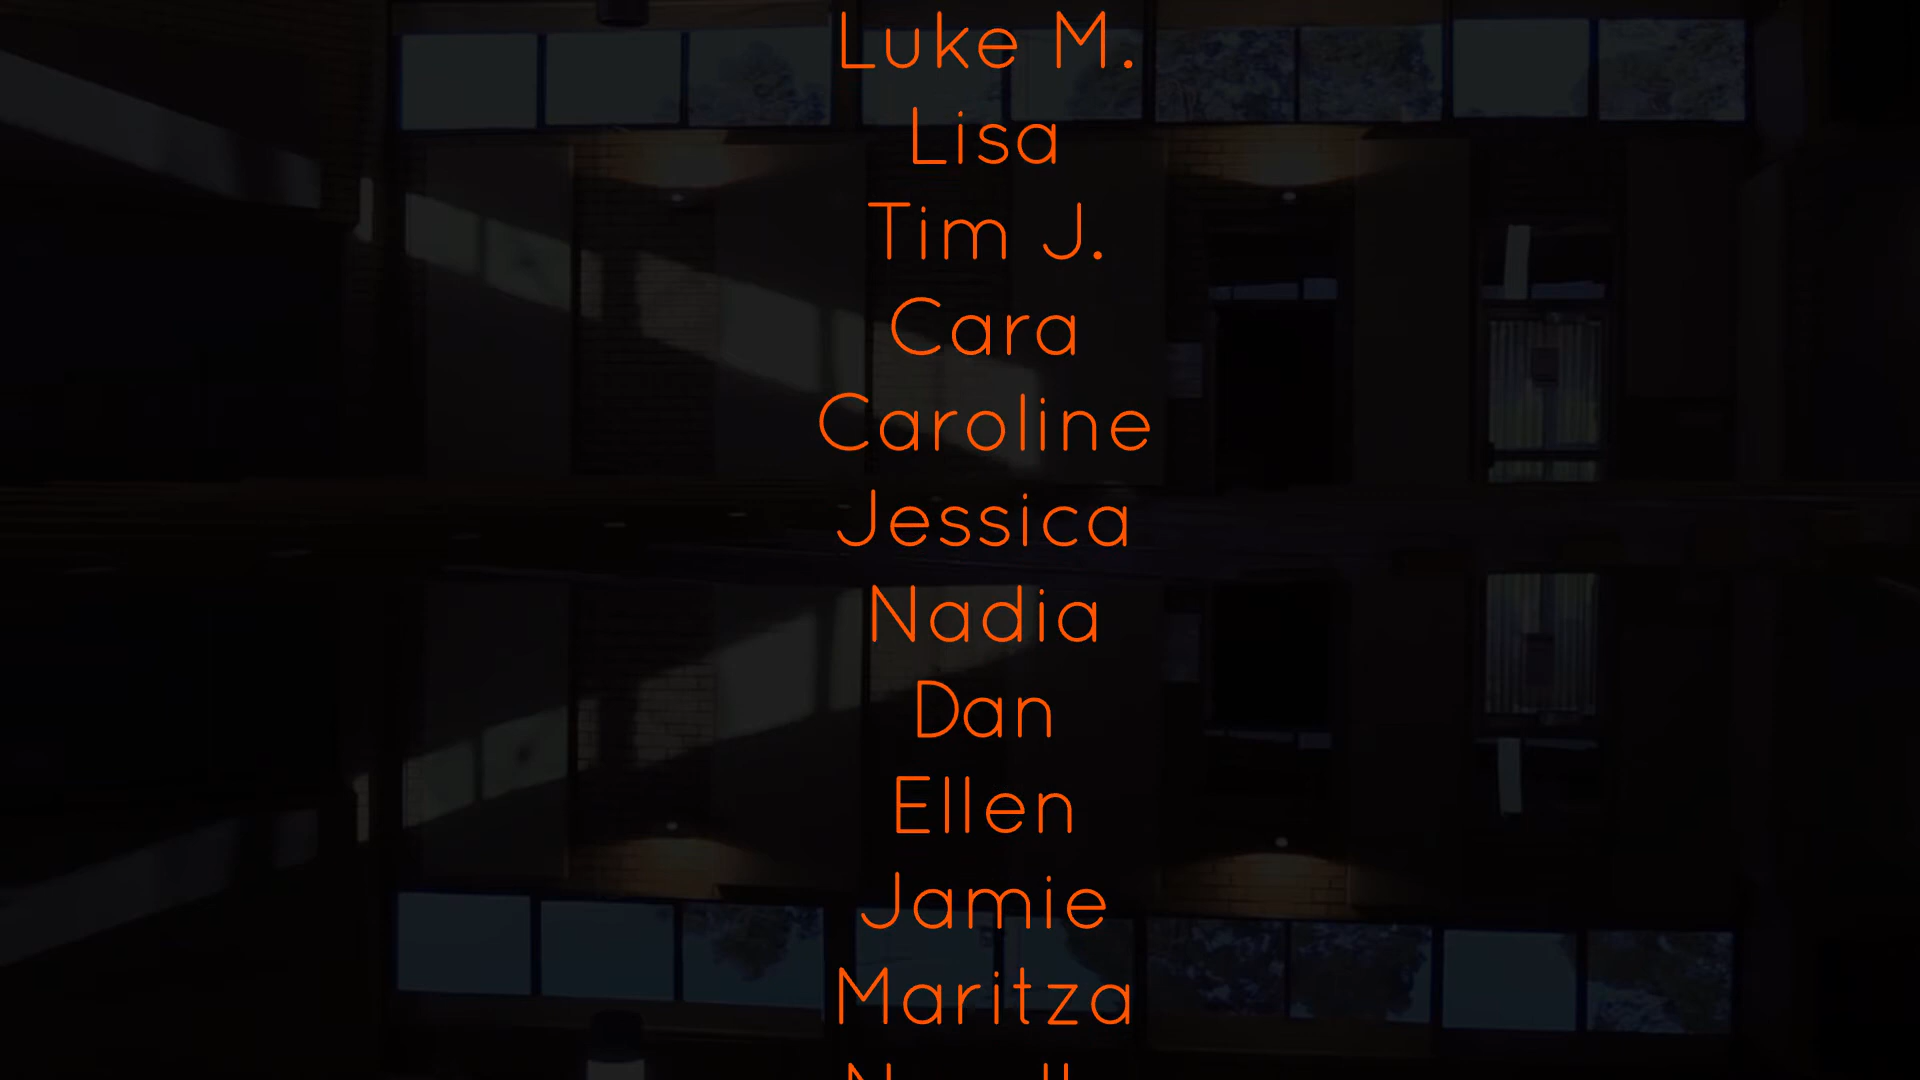 Luke M.
Lisa
Tim J.
Cara
Caroline
Jessica
Nadia
Dan
Ellen
Jamie
Maritza